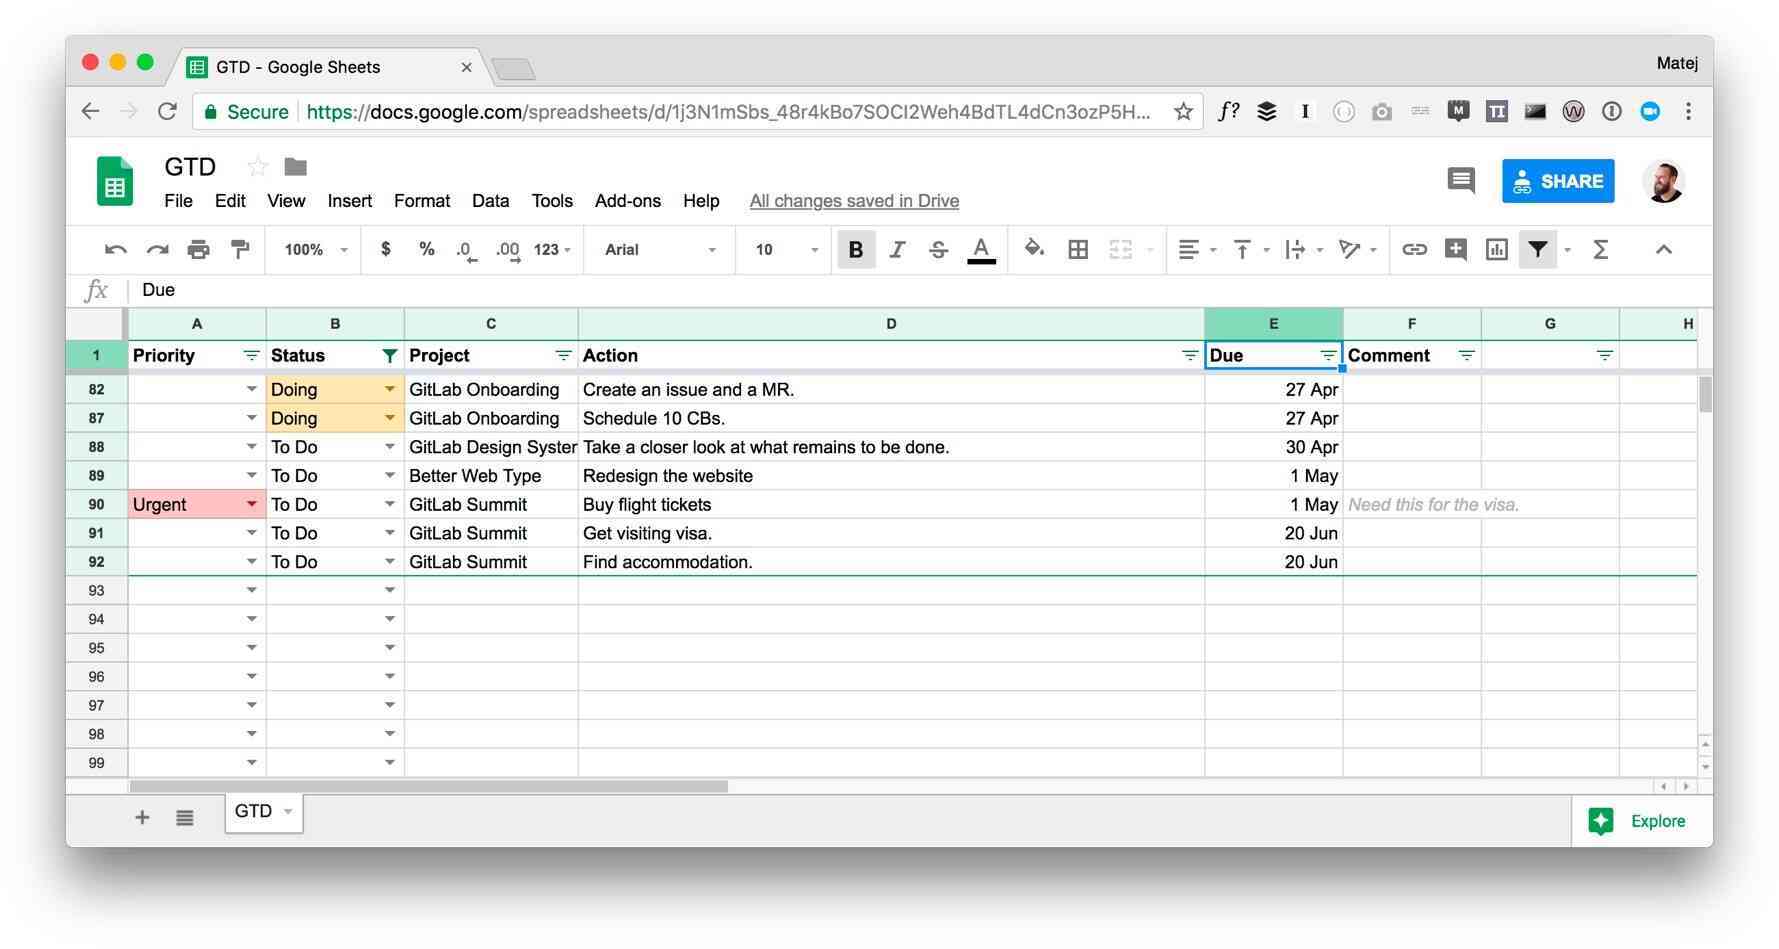 GTD - Google Sheets
Matej
Secure https://docs.google.com/spreadsheets/d/1j3N1mSbs_48r4kBo7SOCI2Weh4BdTL4dCn3ozP5H...
GTD
File Edit View Insert Format Data Tools Add-ons Help All changes saved in Drive
SHARE
100% $ % .0 .00 123 Arial 10 B I S A
fx Due
A B C D E F G H
1 Priority Status Project Action Due Comment
82 Doing GitLab Onboarding Create an issue and a MR. 27 Apr
87 Doing GitLab Onboarding Schedule 10 CBs. 27 Apr
88 To Do GitLab Design Syster Take a closer look at what remains to be done. 30 Apr
89 To Do Better Web Type Redesign the website 1 May
90 Urgent To Do GitLab Summit Buy flight tickets 1 May Need this for the visa.
91 To Do GitLab Summit Get visiting visa. 20 Jun
92 To Do GitLab Summit Find accommodation. 20 Jun
93
94
95
96
97
98
99
GTD
Explore